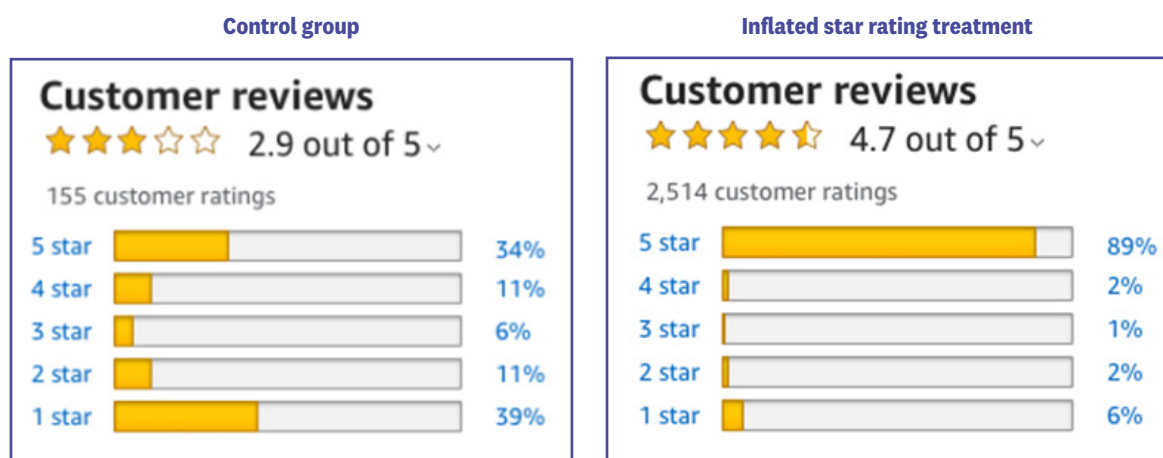 Control group
Customer reviews
2.9 out of 5
155 customer ratings
5 star 34%
4 star 11%
3 star 6%
2 star 11%
1 star 39%
Inflated star rating treatment
Customer reviews
4.7 out of 5
2,514 customer ratings
5 star 89%
4 star 2%
3 star 1%
2 star 2%
1 star 6%